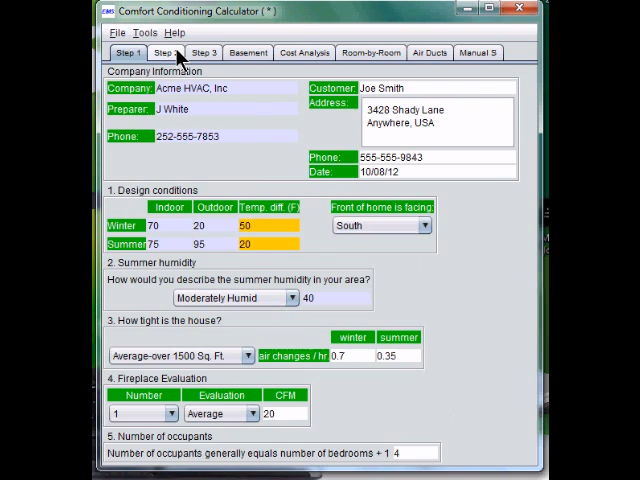 EMS Comfort Conditioning Calculator ( * )
File Tools Help
Step 1 Step 2 Step 3 Basement Cost Analysis Room-by-Room Air Ducts Manual S
Company Information
Company: Acme HVAC, Inc
Preparer: J White
Phone: 252-555-7853
Customer: Joe Smith
Address: 3428 Shady Lane
Anywhere, USA
Phone: 555-555-9843
Date: 10/08/12
1. Design conditions
Indoor Outdoor Temp. diff. (F)
Winter 70 20 50
Summer 75 95 20
Front of home is facing:
South
2. Summer humidity
How would you describe the summer humidity in your area?
Moderately Humid 40
3. How tight is the house?
winter summer
Average-over 1500 Sq. Ft. air changes / hr. 0.7 0.35
4. Fireplace Evaluation
Number Evaluation CFM
1 Average 20
5. Number of occupants
Number of occupants generally equals number of bedrooms + 1 4